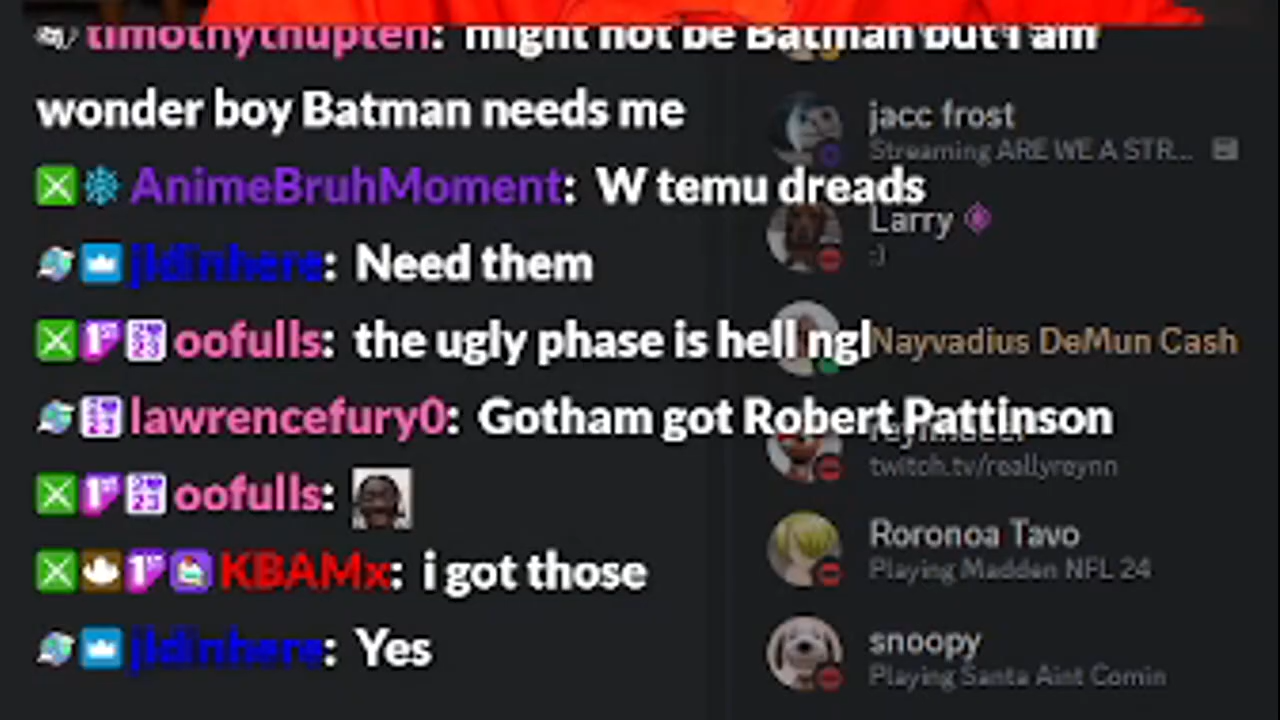 timothythupten: might not be Batman but i am
wonder boy Batman needs me
AnimeBruhMoment: W temu dreads
jldinhere: Need them
oofulls: the ugly phase is hell ngl
lawrencefury0: Gotham got Robert Pattinson
oofulls:
KBAMx: i got those
jldinhere: Yes
jacc frost
Streaming ARE WE A STR...
Larry
:)
Nayvadius DeMun Cash
twitch.tv/reallyreynn
Roronoa Tavo
Playing Madden NFL 24
snoopy
Playing Santa Aint Comin